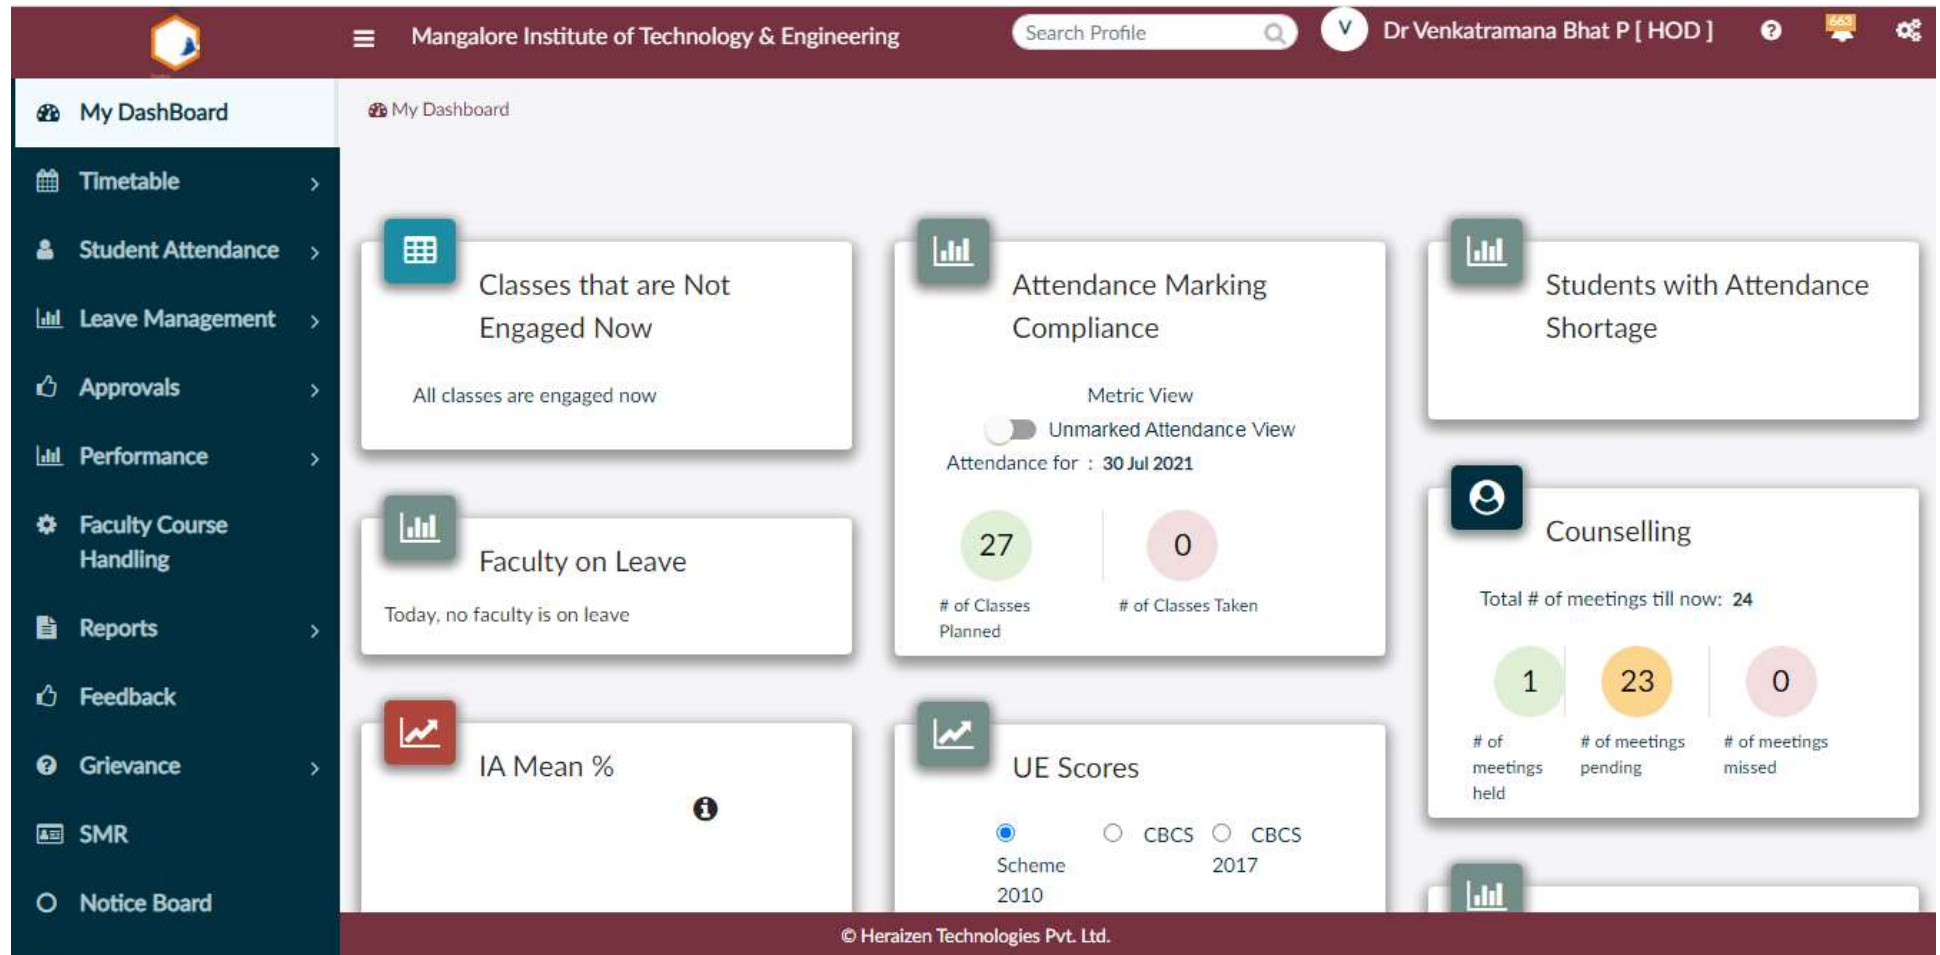 Mangalore Institute of Technology & Engineering
Search Profile
V
Dr Venkatramana Bhat P [ HOD ]
663
My DashBoard
Timetable
Student Attendance
Leave Management
Approvals
Performance
Faculty Course
Handling
Reports
Feedback
Grievance
SMR
Notice Board
My Dashboard
Classes that are Not
Engaged Now
All classes are engaged now
Faculty on Leave
Today, no faculty is on leave
IA Mean %
Attendance Marking
Compliance
Metric View
Unmarked Attendance View
Attendance for : 30 Jul 2021
27
0
# of Classes
Planned
# of Classes Taken
UE Scores
Scheme
2010
CBCS
CBCS
2017
Students with Attendance
Shortage
Counselling
Total # of meetings till now: 24
1
23
0
# of
meetings
held
# of meetings
pending
# of meetings
missed
© Heraizen Technologies Pvt. Ltd.